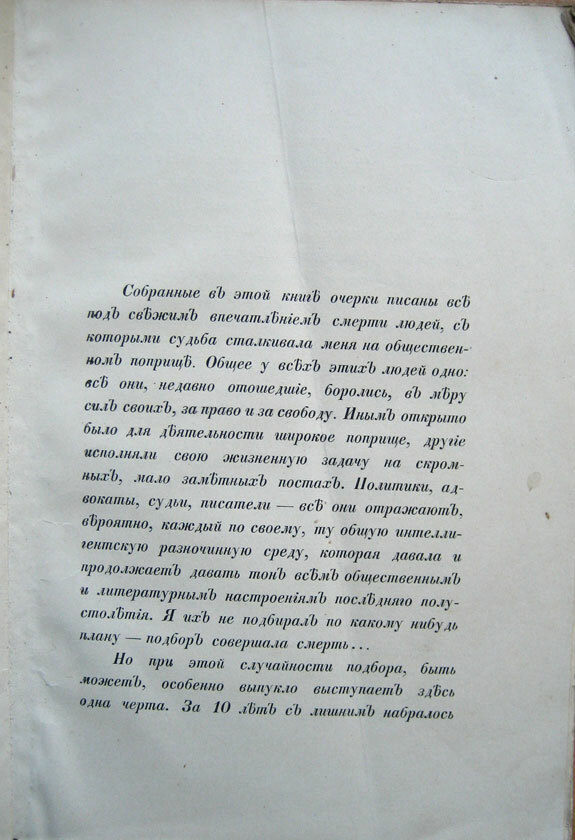 Собранные въ этой книгѣ очерки писаны всѣ
подъ свѣжимъ впечатлѣніемъ смерти людей, съ
которыми судьба сталкивала меня на обществен-
номъ поприщѣ. Общее у всѣхъ этихъ людей одно:
всѣ они, недавно отошедшіе, боролись, въ мѣру
силъ своихъ, за право и за свободу. Инымъ открыто
было для дѣятельности широкое поприще, другіе
исполняли свою жизненную задачу на скром-
ныхъ, мало замѣтныхъ постахъ. Политики, ад-
вокаты, судьи, писатели — всѣ они отражаютъ,
вѣроятно, каждый по своему, ту общую интелли-
гентскую разночинную среду, которая давала и
продолжаетъ давать тонъ всѣмъ общественнымъ
и литературнымъ настроеніямъ послѣдняго полу-
столѣтія. Я ихъ не подбиралъ по какому нибудь
плану — подборъ совершала смерть...
Но при этой случайности подбора, быть
можетъ, особенно выпукло выступаетъ здѣсь
одна черта. За 10 лѣтъ съ лишнимъ набралось